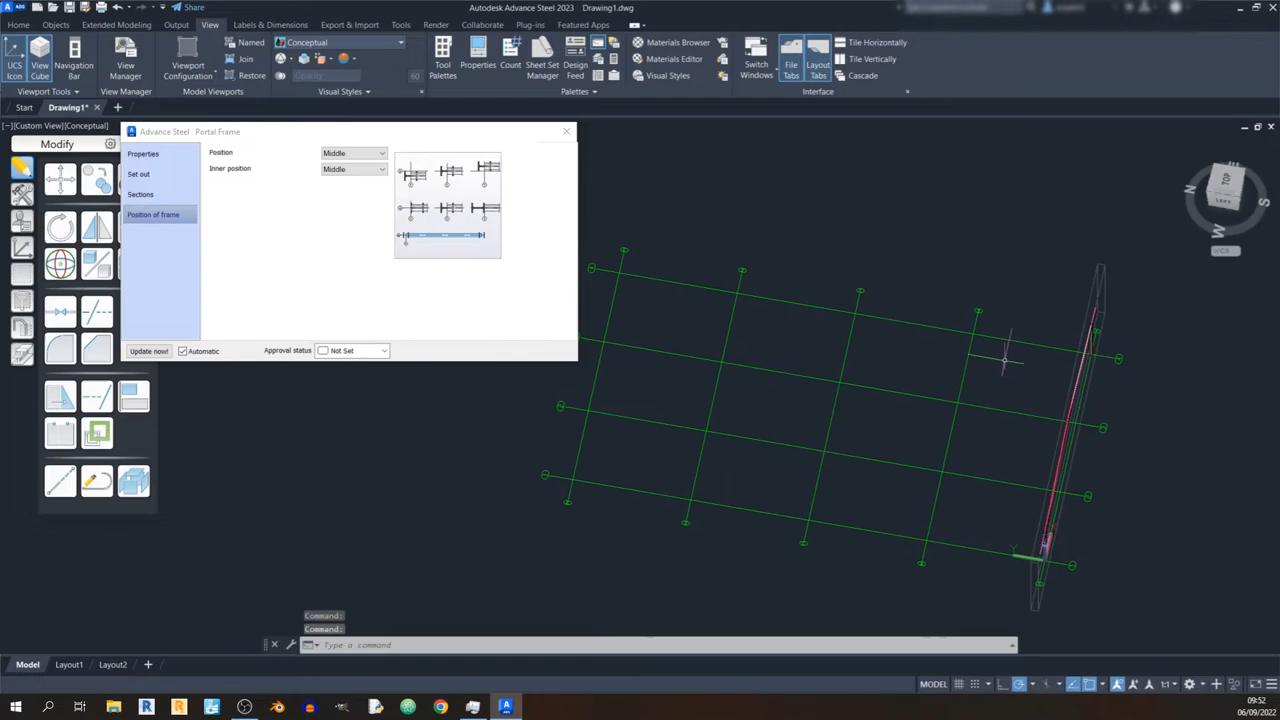 Share
Autodesk Advance Steel 2023 Drawing1.dwg
Home Objects Extended Modeling Output View Labels & Dimensions Export & Import Tools Render Collaborate Plug-ins Featured Apps
UCS Icon
View Cube
Navigation Bar
View Manager
Viewport Configuration
Named
Join
Restore
Conceptual
Opacity 60
Tool Palettes
Properties
Count
Sheet Set Manager
Design Feed
Materials Browser
Materials Editor
Visual Styles
Switch Windows
File Tabs
Layout Tabs
Tile Horizontally
Tile Vertically
Cascade
Viewport Tools
View Manager
Model Viewports
Visual Styles
Palettes
Interface
Start Drawing1*
[−][Custom View][Conceptual]
Modify
Advance Steel Portal Frame
Properties
Set out
Sections
Position of frame
Position Middle
Inner position Middle
Update now! Automatic Approval status Not Set
N
TOP
S
LEFT
W
WCS
Y
Command:
Command:
Type a command
Model Layout1 Layout2
MODEL
09:52
06/09/2022